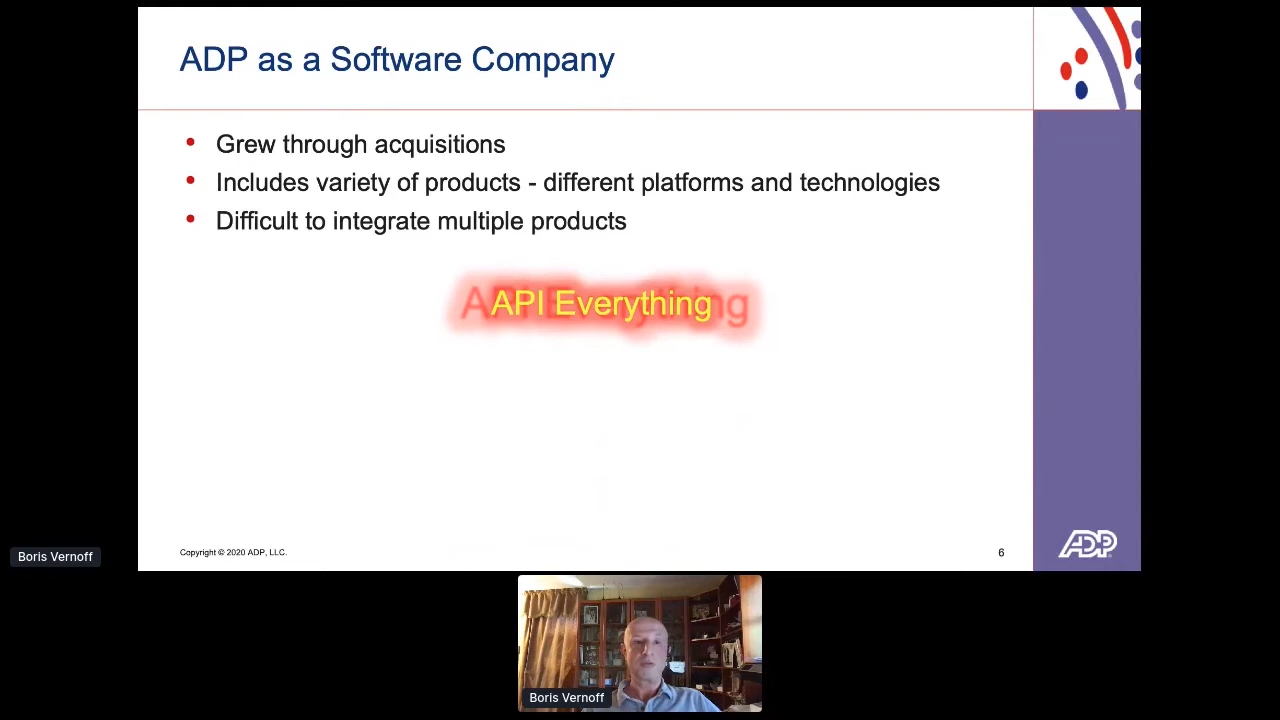 ADP as a Software Company
• Grew through acquisitions
• Includes variety of products - different platforms and technologies
• Difficult to integrate multiple products
API Everything
Copyright © 2020 ADP, LLC.
6
ADP
Boris Vernoff
Boris Vernoff